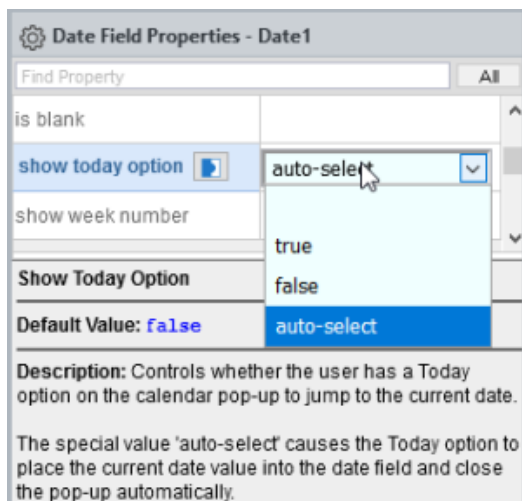 Date Field Properties - Date1
Find Property All
is blank
show today option auto-select
show week number
true
false
auto-select
Show Today Option
Default Value: false
Description: Controls whether the user has a Today
option on the calendar pop-up to jump to the current date.
The special value 'auto-select' causes the Today option to
place the current date value into the date field and close
the pop-up automatically.